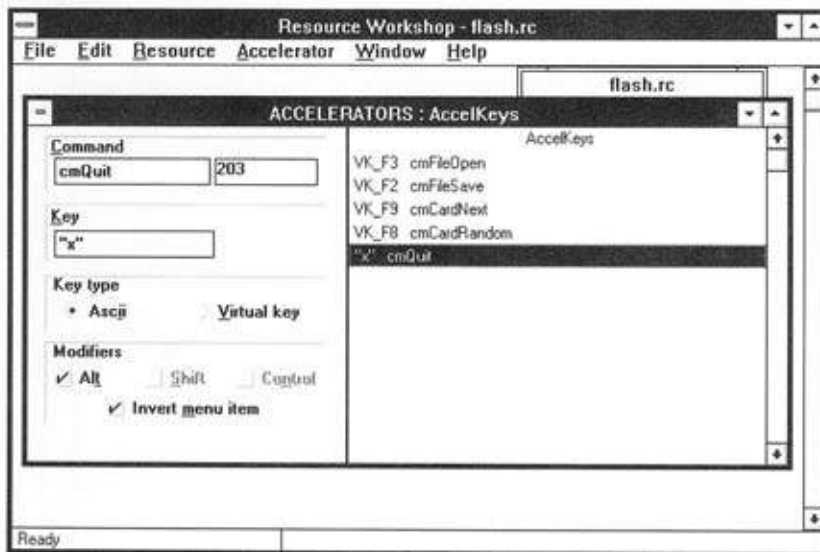 Resource Workshop - flash.rc
File Edit Resource Accelerator Window Help
flash.rc
ACCELERATORS : AccelKeys
Command
cmQuit 203
Key
"x"
Key type
Ascii Virtual key
Modifiers
Alt Shift Control
Invert menu item
AccelKeys
VK_F3 cmFileOpen
VK_F2 cmFileSave
VK_F9 cmCardNext
VK_F8 cmCardRandom
"x" cmQuit
Ready